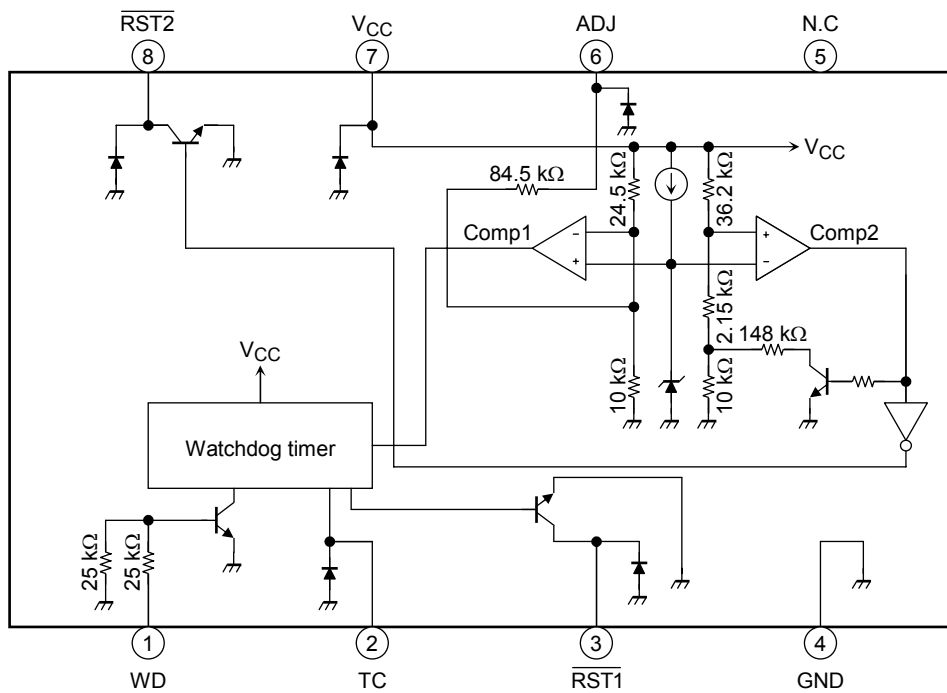 RST2
VCC
ADJ
N.C
8
7
6
5
VCC
84.5 kΩ
24.5 kΩ
36.2 kΩ
Comp1
−
+
+
−
Comp2
2.15 kΩ
148 kΩ
10 kΩ
10 kΩ
VCC
Watchdog timer
25 kΩ
25 kΩ
1
2
3
4
WD
TC
RST1
GND